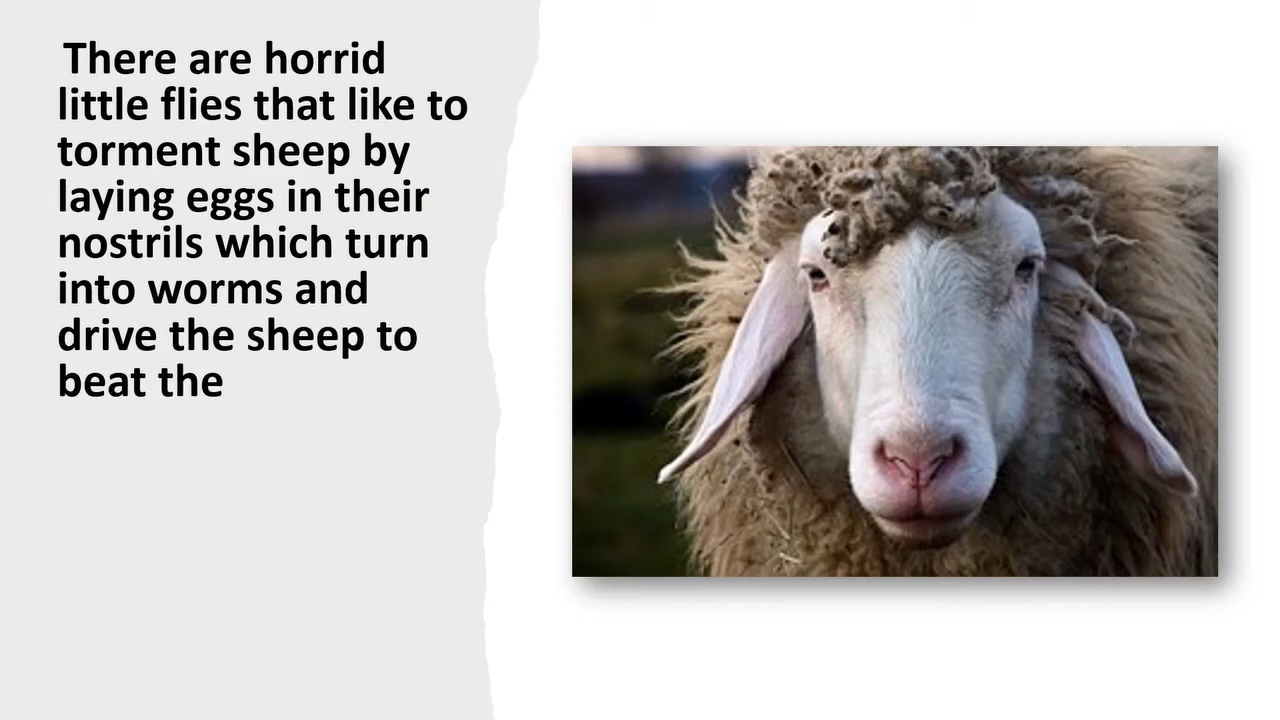 There are horrid
little flies that like to
torment sheep by
laying eggs in their
nostrils which turn
into worms and
drive the sheep to
beat the